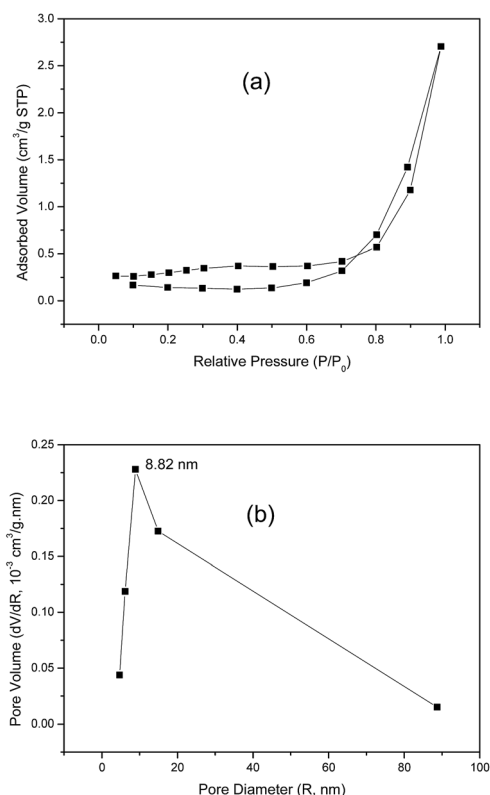 (a)
Adsorbed Volume (cm³/g STP)
3.0
2.5
2.0
1.5
1.0
0.5
0.0
0.0 0.2 0.4 0.6 0.8 1.0
Relative Pressure (P/P₀)
8.82 nm
(b)
Pore Volume (dV/dR, 10⁻³ cm³/g.nm)
0.25
0.20
0.15
0.10
0.05
0.00
0 20 40 60 80 100
Pore Diameter (R, nm)